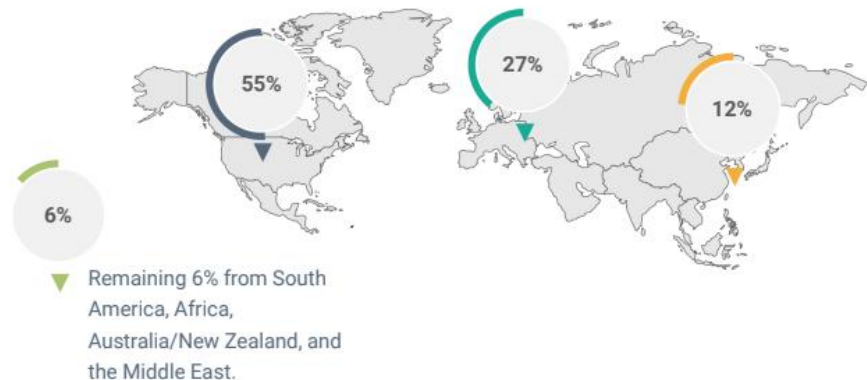 55%
27%
12%
6%
Remaining 6% from South
America, Africa,
Australia/New Zealand, and
the Middle East.